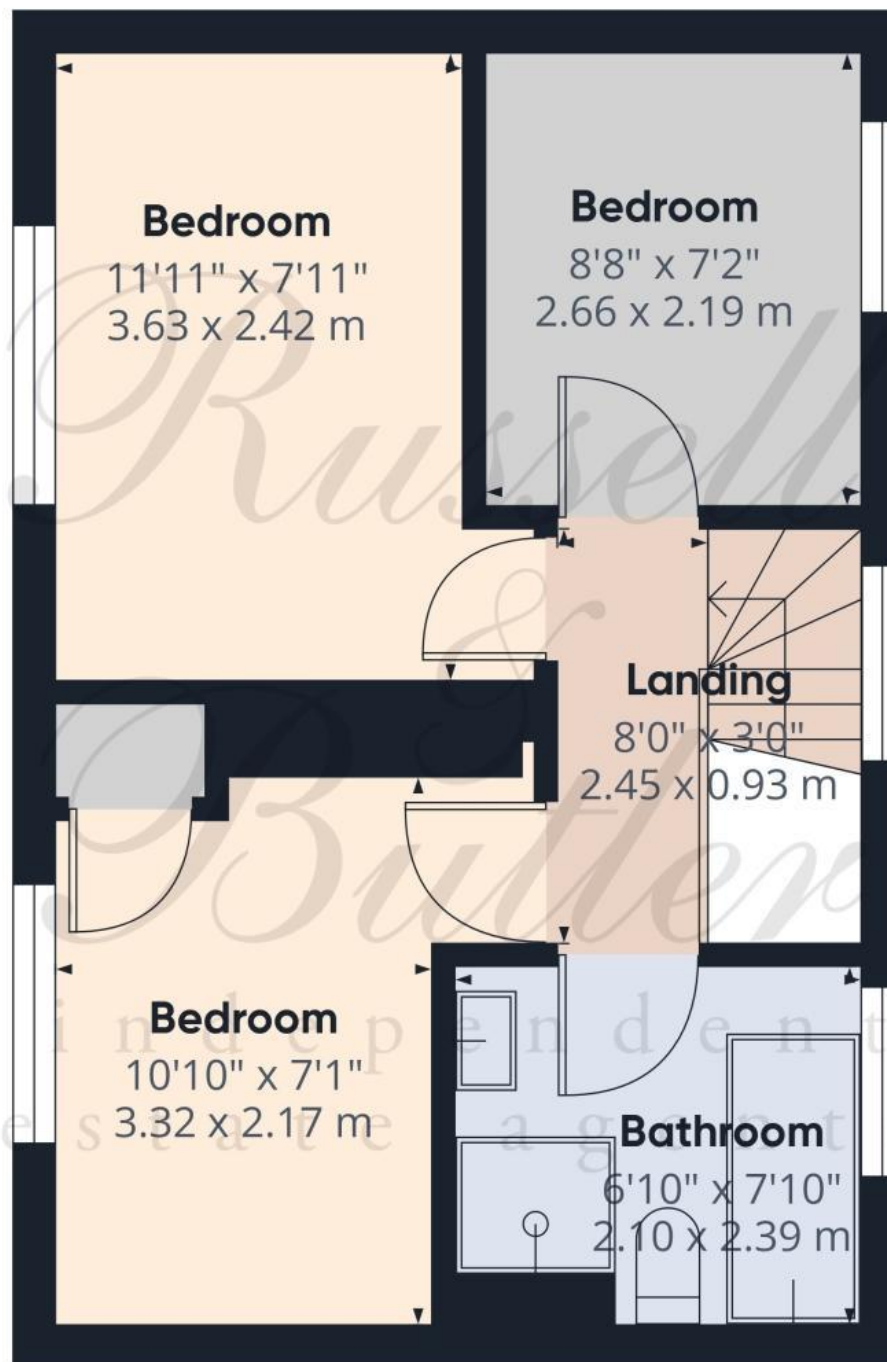 Bedroom
11'11" x 7'11"
3.63 x 2.42 m
Bedroom
8'8" x 7'2"
2.66 x 2.19 m
Landing
8'0" x 3'0"
2.45 x 0.93 m
Bedroom
10'10" x 7'1"
3.32 x 2.17 m
Bathroom
6'10" x 7'10"
2.10 x 2.39 m
Russell
&
Butler
independent
estate agent